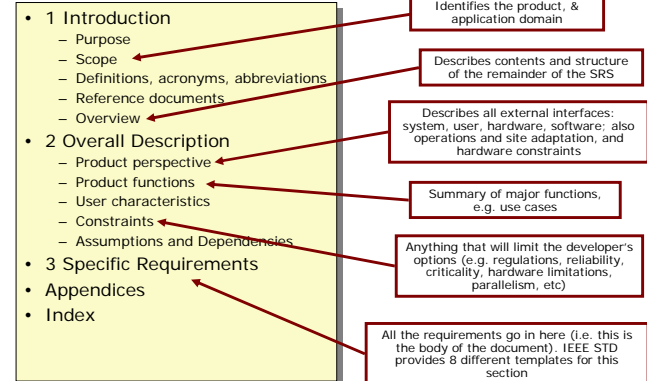 • 1 Introduction
– Purpose
– Scope
– Definitions, acronyms, abbreviations
– Reference documents
– Overview
• 2 Overall Description
– Product perspective
– Product functions
– User characteristics
– Constraints
– Assumptions and Dependencies
• 3 Specific Requirements
• Appendices
• Index
Identifies the product, &
application domain
Describes contents and structure
of the remainder of the SRS
Describes all external interfaces:
system, user, hardware, software; also
operations and site adaptation, and
hardware constraints
Summary of major functions,
e.g. use cases
Anything that will limit the developer's
options (e.g. regulations, reliability,
criticality, hardware limitations,
parallelism, etc)
All the requirements go in here (i.e. this is
the body of the document). IEEE STD
provides 8 different templates for this
section